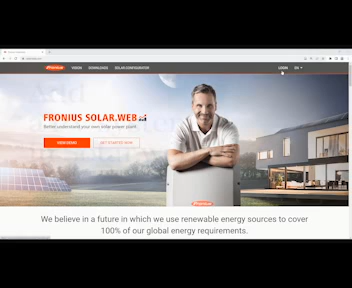 Fronius
VIDEOS
DOWNLOADS
SOLAR.CONFIGURATOR
LOGIN
EN
FRONIUS SOLAR.WEB
Better understand your own solar power plant.
VIEW DEMO
GET STARTED NOW
Fronius
We believe in a future in which we use renewable energy sources to cover
100% of our global energy requirements.